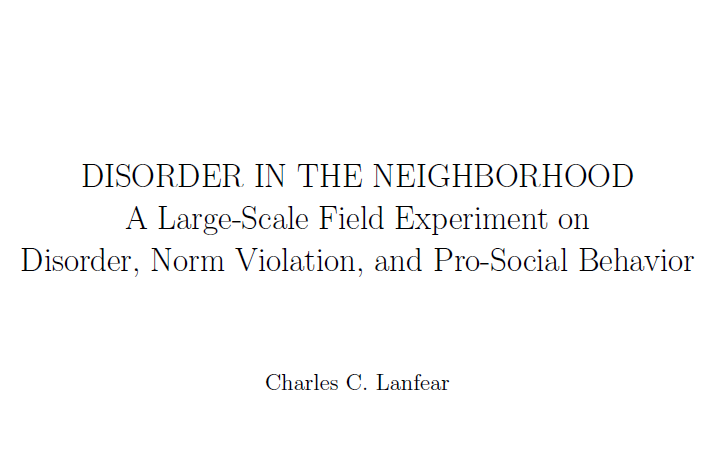 DISORDER IN THE NEIGHBORHOOD
A Large-Scale Field Experiment on
Disorder, Norm Violation, and Pro-Social Behavior
Charles C. Lanfear